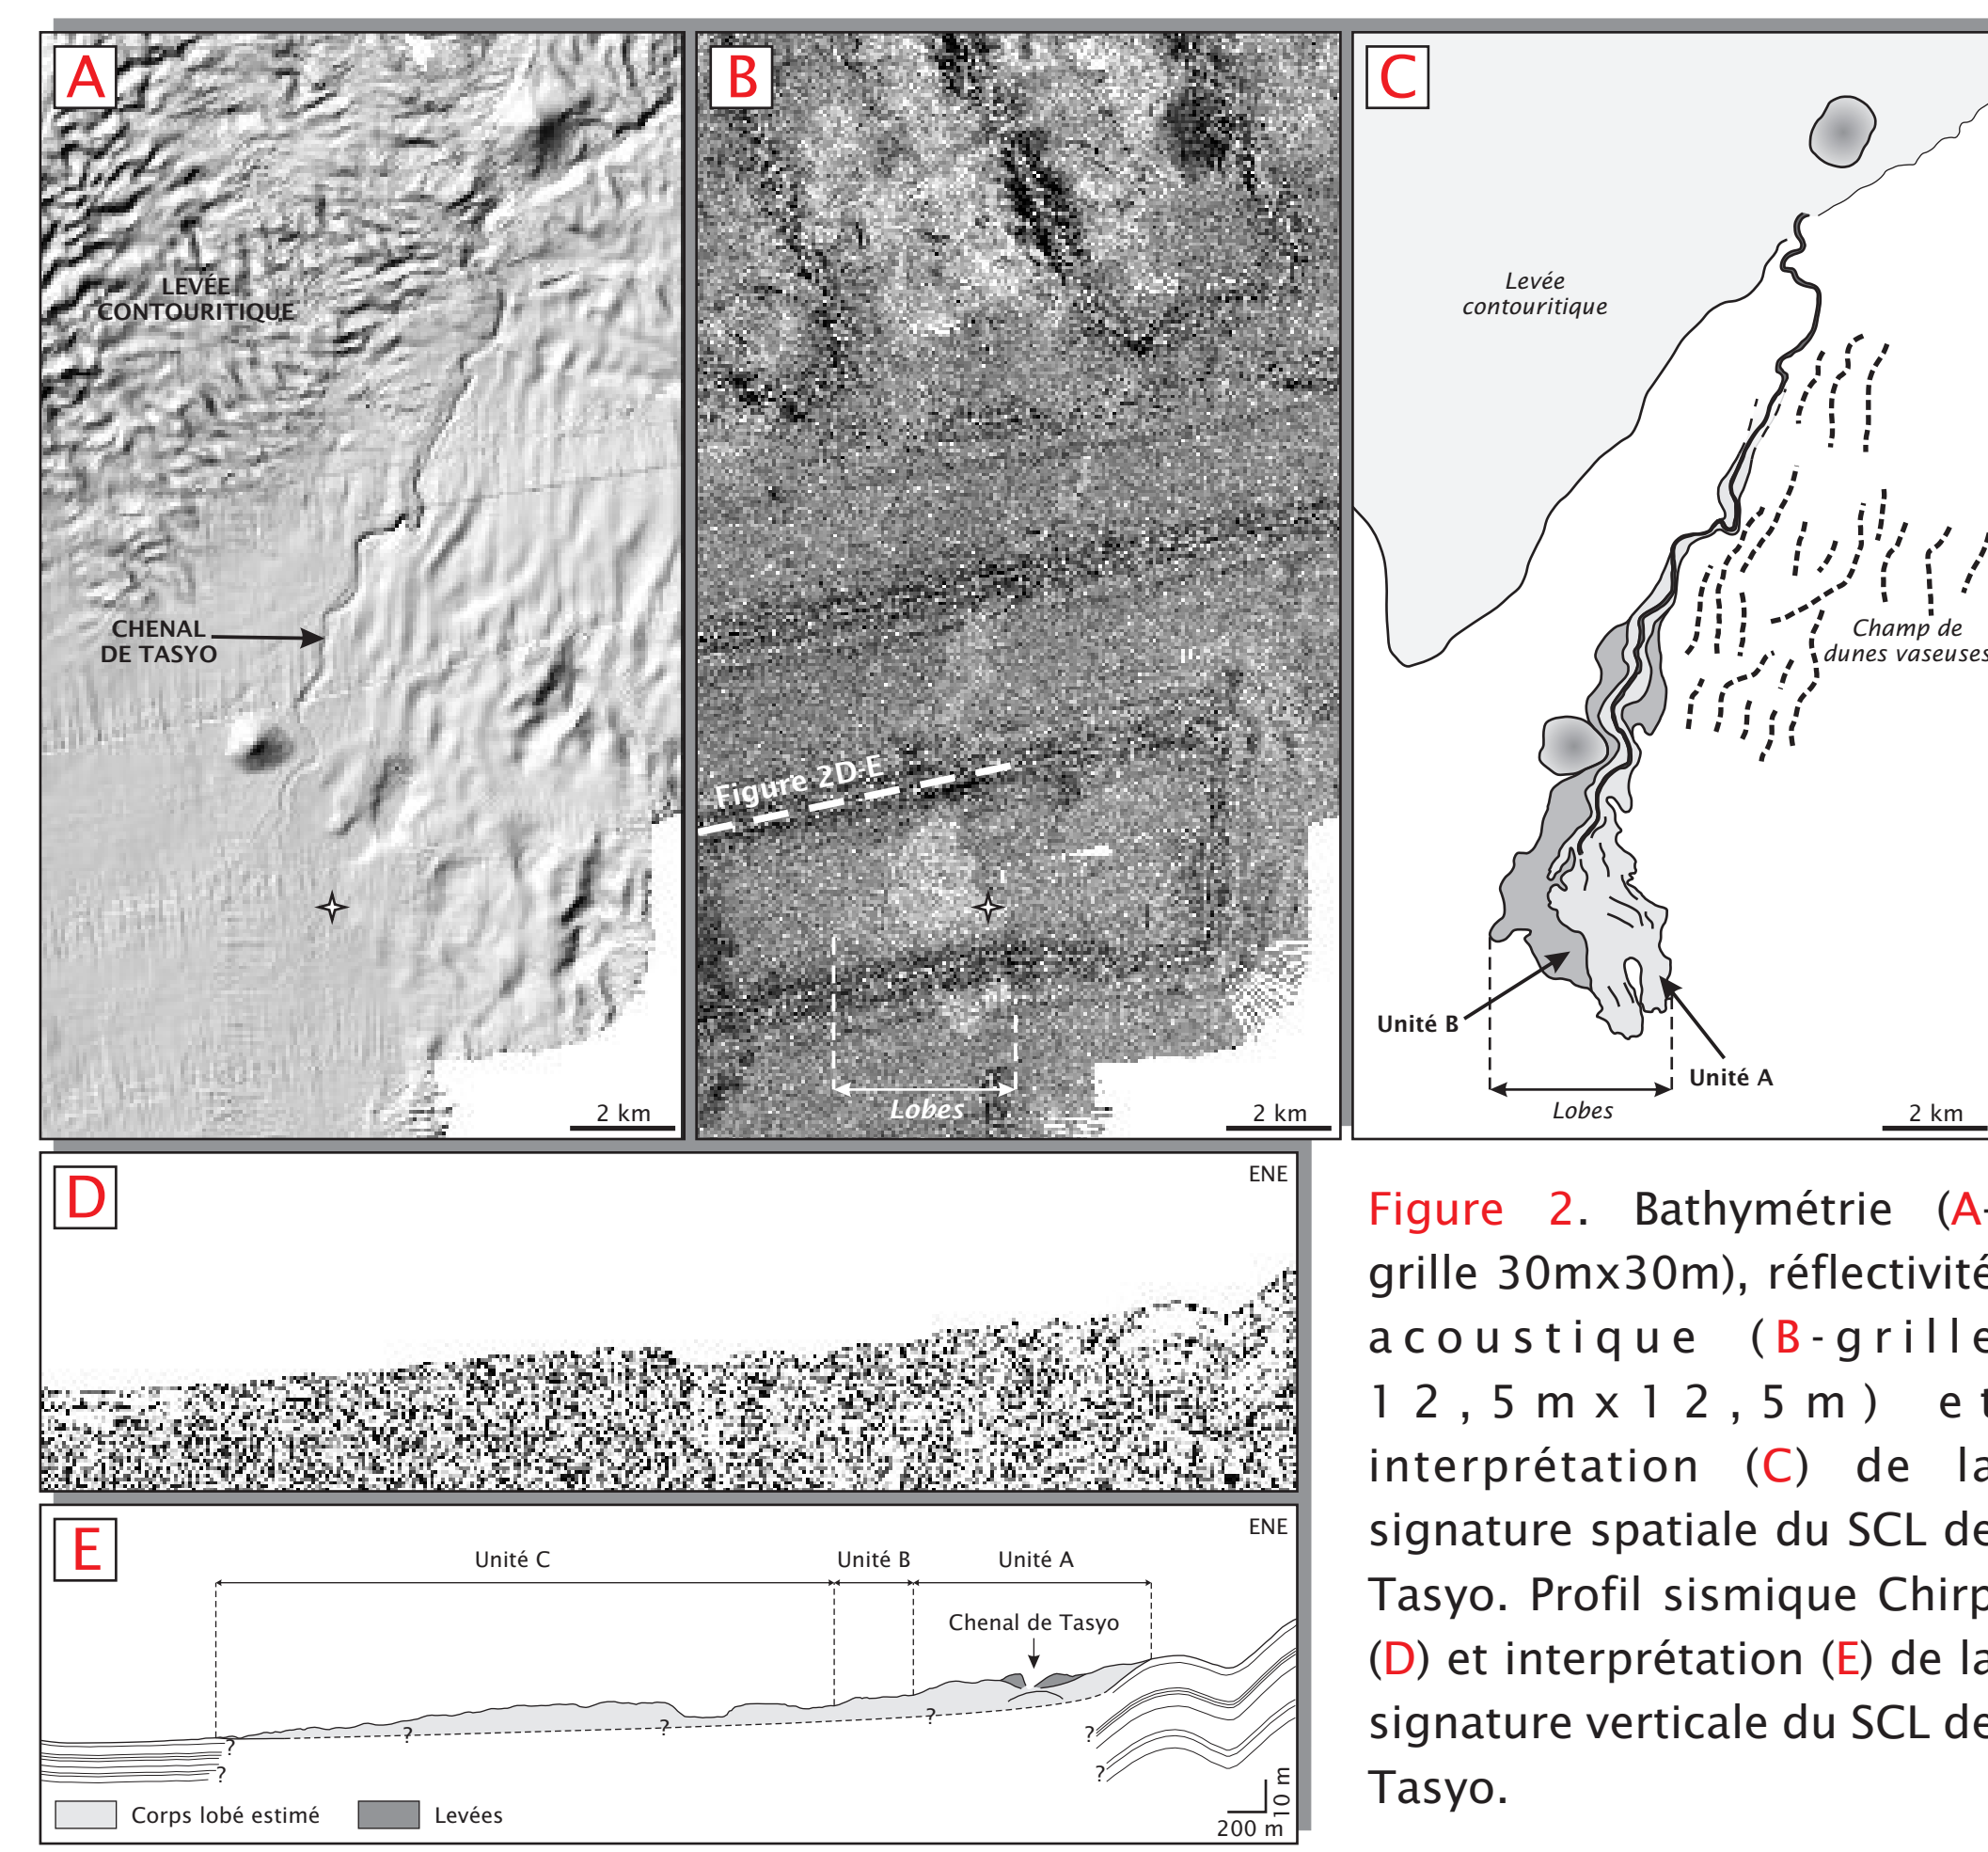 A
LEVÉE
CONTOURITIQUE
CHENAL
DE TASYO
2 km
B
Figure 2D-E
Lobes
2 km
C
Levée
contouritique
Champ de
dunes vaseuses
Unité B
Unité A
Lobes
2 km
D
ENE
E
ENE
Unité C
Unité B
Unité A
Chenal de Tasyo
?
?
?
?
?
?
?
Corps lobé estimé
Levées
10 m
200 m
Figure 2. Bathymétrie (A-
grille 30mx30m), réflectivité
acoustique (B-grille
12,5mx12,5m) et
interprétation (C) de la
signature spatiale du SCL de
Tasyo. Profil sismique Chirp
(D) et interprétation (E) de la
signature verticale du SCL de
Tasyo.